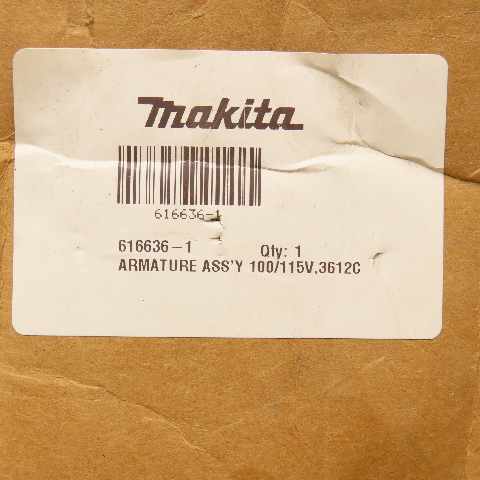 makita
616636-1
616636-1 Qty: 1
ARMATURE ASS'Y 100/115V,3612C